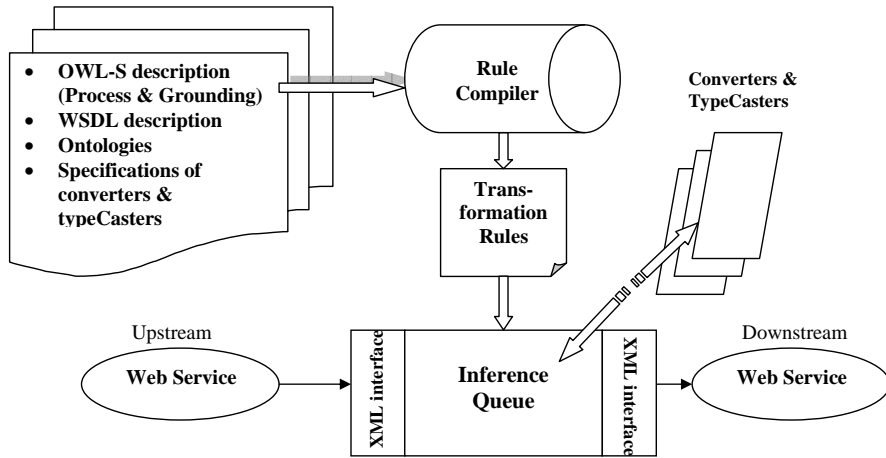 • OWL-S description
(Process & Grounding)
• WSDL description
• Ontologies
• Specifications of
converters &
typeCasters
Rule
Compiler
Converters &
TypeCasters
Trans-
formation
Rules
Upstream
Web Service
XML interface
Inference
Queue
XML interface
Downstream
Web Service